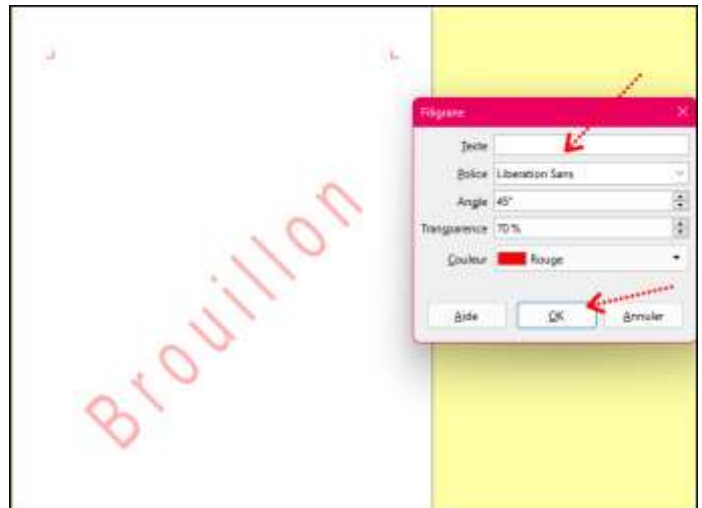 Filigrane
Texte
Police Liberation Sans
Angle 45°
Transparence 70 %
Couleur Rouge
Aide OK Annuler
Brouillon